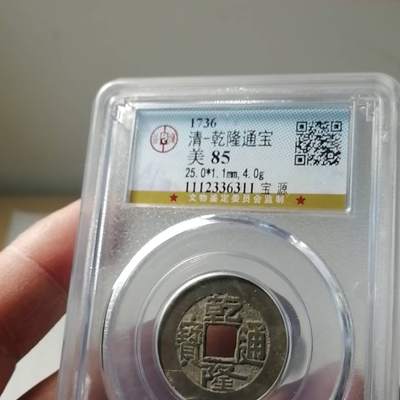 1736
清-乾隆通宝
美 85
25.0*1.1mm,4.0g
1112336311 宝 源
★ 文物鉴定委员会监制 ★
乾隆通寶